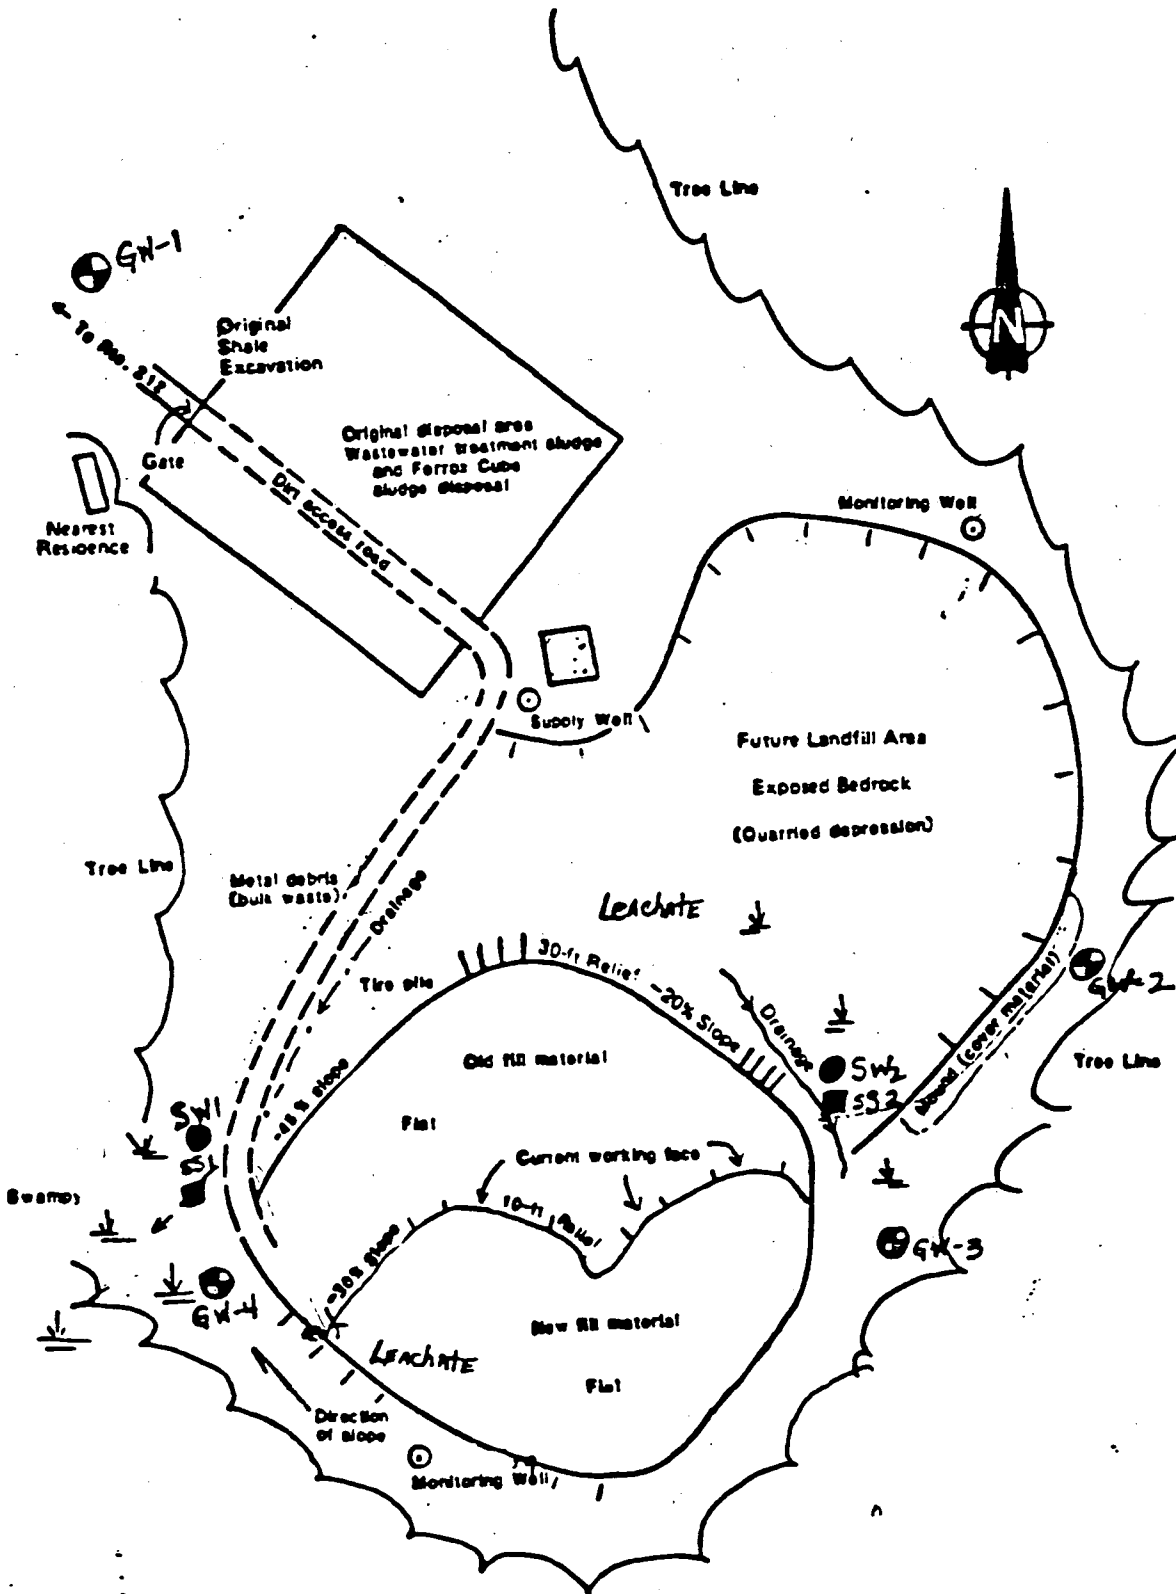 Tree Line
GW-1
To Rte. 212
Original
Shale
Excavation
N
Original disposal area
Wastewater treatment sludge
and Ferrox Cube
sludge disposal
Gate
Dirt access road
Monitoring Well
Nearest
Residence
Supply Well
Future Landfill Area
Exposed Bedrock
(Quarried depression)
Tree Line
Metal debris
(bulk waste)
Drainage
LEACHATE
30-ft Relief
~20% Slope
Tire pile
GW-2
Mound (cover material)
Drainage
Old fill material
Tree Line
SW2
SS2
~45% slope
Flat
SW1
SS1
Current working face
Swampy
10-ft Relief
GW-3
~30% Slope
GW-4
New fill material
LEACHATE
Flat
Direction
of slope
Monitoring Well